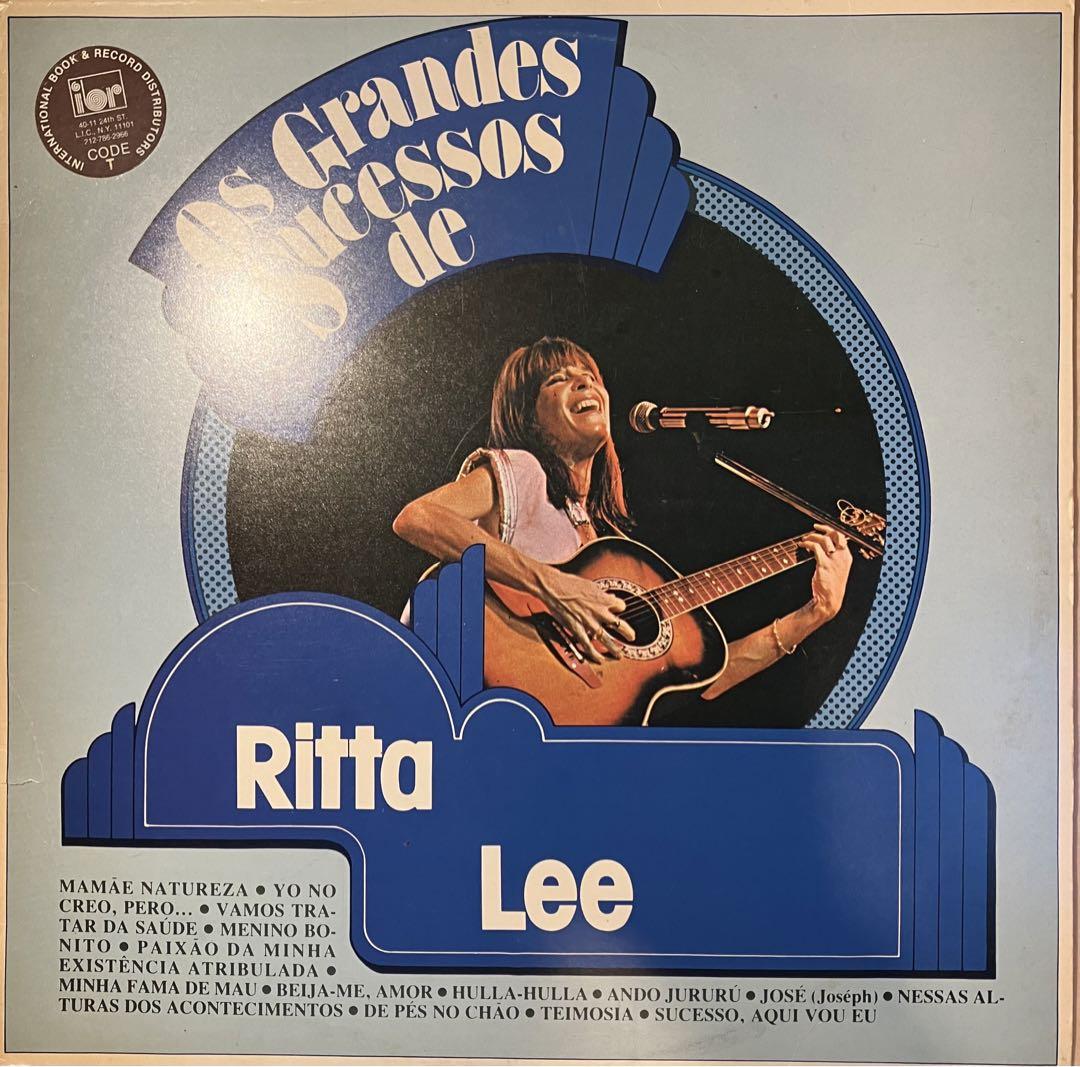 INTERNATIONAL BOOK & RECORD DISTRIBUTORS
ibr
40-11 24th ST.
L.I.C., N.Y. 11101
212-786-2966
CODE
T
Os Grandes
Sucessos
de
Ritta
Lee
MAMÃE NATUREZA ● YO NO
CREO, PERO... ● VAMOS TRA-
TAR DA SAÚDE ● MENINO BO-
NITO ● PAIXÃO DA MINHA
EXISTÊNCIA ATRIBULADA ●
MINHA FAMA DE MAU ● BEIJA-ME, AMOR ● HULLA-HULLA ● ANDO JURURÚ ● JOSÉ (Joséph) ● NESSAS AL-
TURAS DOS ACONTECIMENTOS ● DE PÉS NO CHÃO ● TEIMOSIA ● SUCESSO, AQUI VOU EU